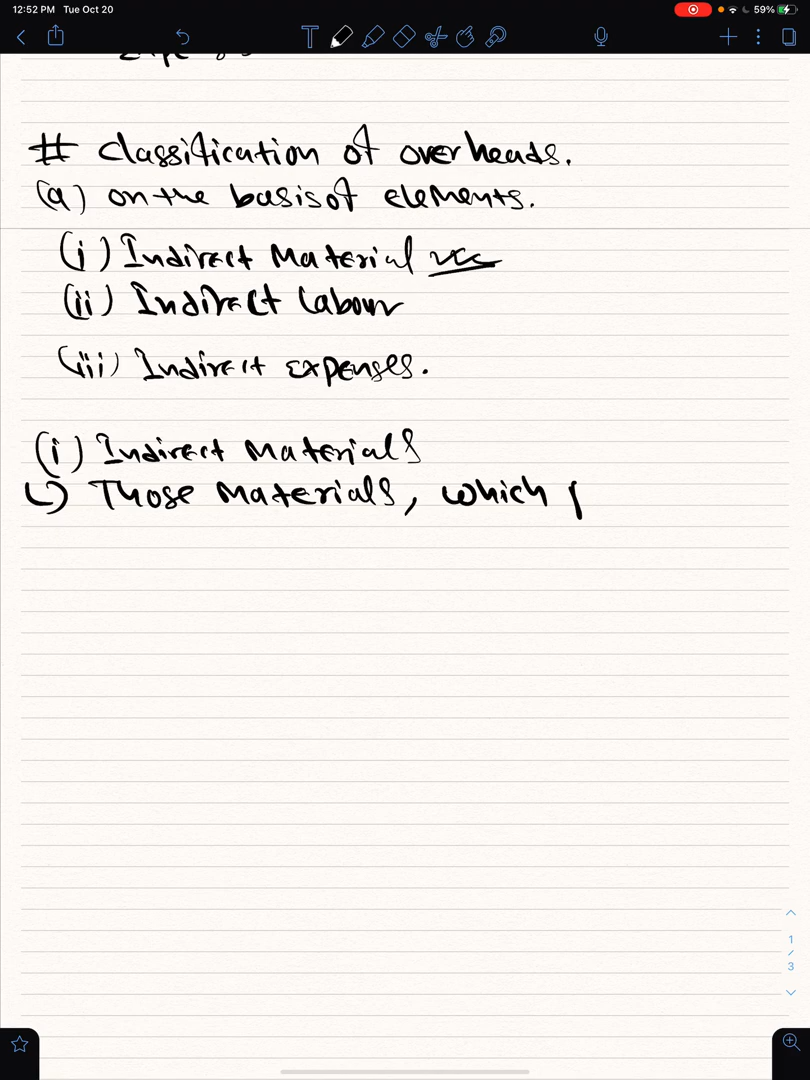 12:52 PM Tue Oct 20 59%
# Classification of overheads.
(a) on the basis of elements.
(i) Indirect Material
(ii) Indirect Labour
(iii) Indirect expenses.
(i) Indirect Materials
Those Materials, which
1
/
3